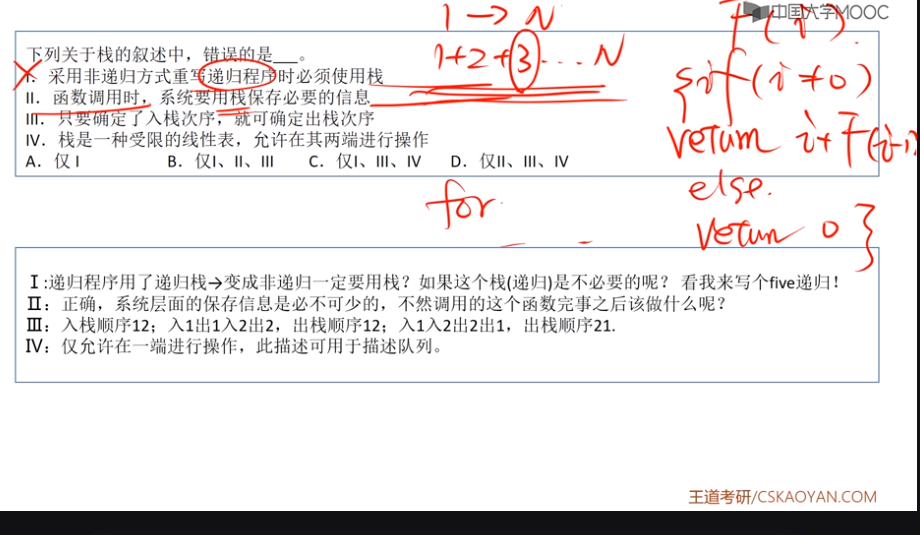 中国大学MOOC
1→N
1+2+3...N
F(i)
{if(i≠0)
return i+F(i-1)
else
return 0 }
for
下列关于栈的叙述中，错误的是___。
I．采用非递归方式重写递归程序时必须使用栈
II．函数调用时，系统要用栈保存必要的信息
III．只要确定了入栈次序，就可确定出栈次序
IV．栈是一种受限的线性表，允许在其两端进行操作
A．仅 I B．仅I、II、III C．仅I、III、IV D．仅II、III、IV
Ⅰ:递归程序用了递归栈→变成非递归一定要用栈？如果这个栈(递归)是不必要的呢？ 看我来写个five递归！
Ⅱ：正确，系统层面的保存信息是必不可少的，不然调用的这个函数完事之后该做什么呢？
Ⅲ：入栈顺序12；入1出1入2出2，出栈顺序12；入1入2出2出1，出栈顺序21.
Ⅳ：仅允许在一端进行操作，此描述可用于描述队列。
王道考研/CSKAOYAN.COM